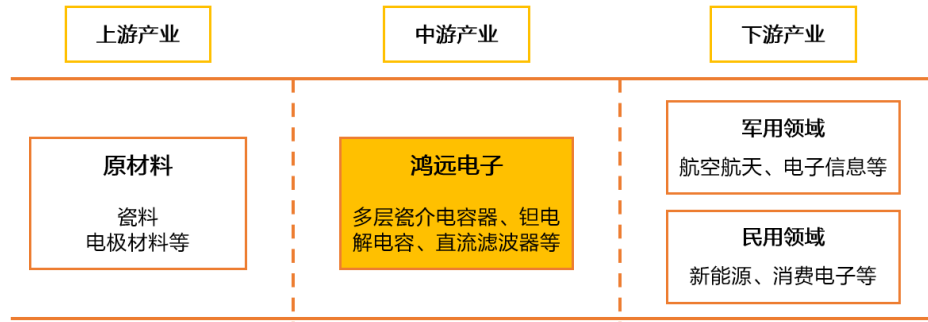 上游产业
中游产业
下游产业
原材料
瓷料
电极材料等
鸿远电子
多层瓷介电容器、钽电
解电容、直流滤波器等
军用领域
航空航天、电子信息等
民用领域
新能源、消费电子等